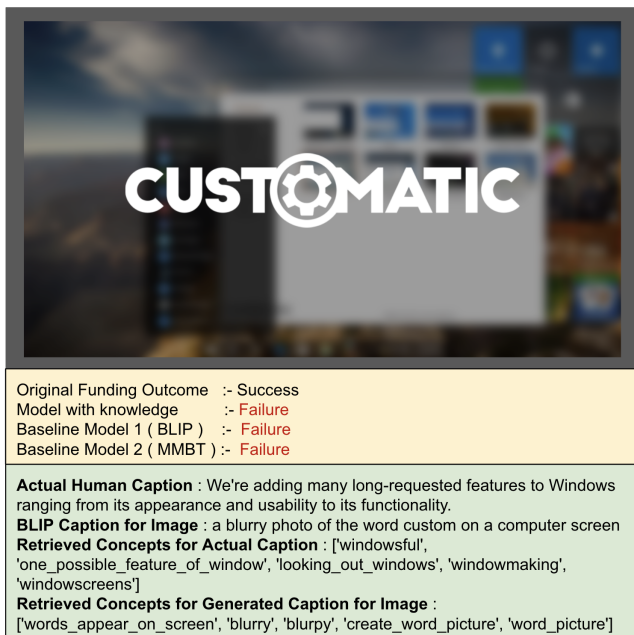 CUSTOMATIC
Original Funding Outcome :- Success
Model with knowledge :- Failure
Baseline Model 1 ( BLIP ) :- Failure
Baseline Model 2 ( MMBT ) :- Failure
Actual Human Caption : We're adding many long-requested features to Windows
ranging from its appearance and usability to its functionality.
BLIP Caption for Image : a blurry photo of the word custom on a computer screen
Retrieved Concepts for Actual Caption : ['windowsful',
'one_possible_feature_of_window', 'looking_out_windows', 'windowmaking',
'windowscreens']
Retrieved Concepts for Generated Caption for Image :
['words_appear_on_screen', 'blurry', 'blurpy', 'create_word_picture', 'word_picture']